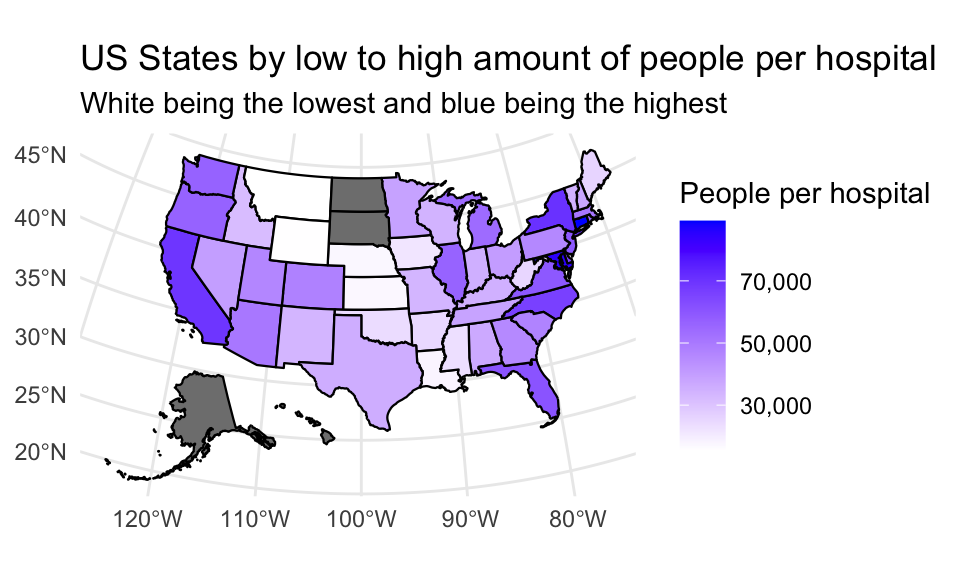 US States by low to high amount of people per hospital
White being the lowest and blue being the highest
45°N
40°N
35°N
30°N
25°N
20°N
120°W 110°W 100°W 90°W 80°W
People per hospital
70,000
50,000
30,000